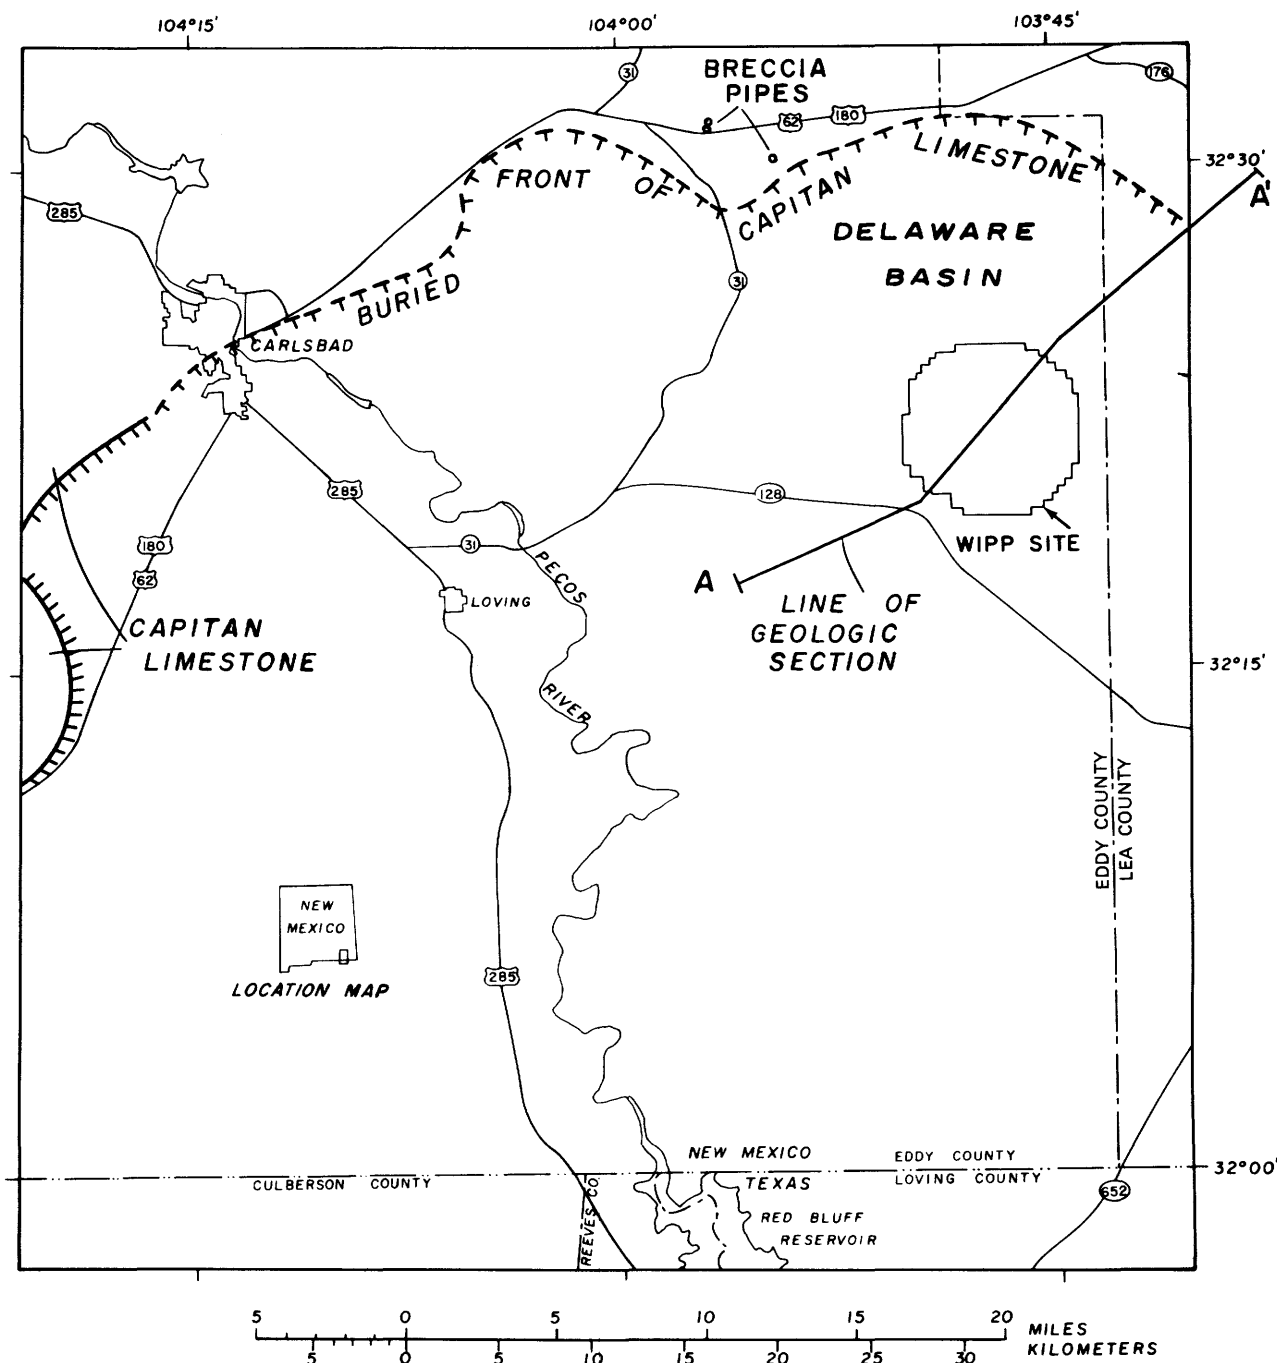 104°15'
104°00'
103°45'
31
BRECCIA
PIPES
176
62
180
32°30'
FRONT OF CAPITAN LIMESTONE
BURIED
A'
285
DELAWARE
BASIN
31
CARLSBAD
285
128
180
31
WIPP SITE
62
PECOS
A
LOVING
LINE OF
GEOLOGIC
SECTION
CAPITAN
LIMESTONE
32°15'
RIVER
EDDY COUNTY
LEA COUNTY
NEW
MEXICO
285
LOCATION MAP
NEW MEXICO
EDDY COUNTY
32°00'
CULBERSON COUNTY
TEXAS
LOVING COUNTY
652
REEVES CO.
RED BLUFF
RESERVOIR
5 0 5 10 15 20
MILES
5 0 5 10 15 20 30
KILOMETERS